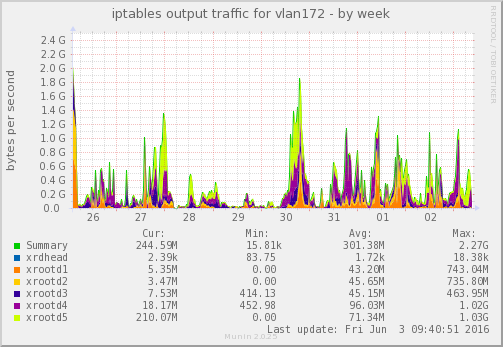 iptables output traffic for vlan172 - by week
RRDTOOL / TOBI OETIKER
bytes per second
2.4 G
2.2 G
2.0 G
1.8 G
1.6 G
1.4 G
1.2 G
1.0 G
0.8 G
0.6 G
0.4 G
0.2 G
0.0
26 27 28 29 30 31 01 02
Cur: Min: Avg: Max:
Summary 244.59M 15.81k 301.38M 2.27G
xrdhead 2.39k 83.75 1.72k 18.38k
xrootd1 5.35M 0.00 43.20M 743.04M
xrootd2 3.47M 0.00 45.65M 735.80M
xrootd3 7.53M 414.13 45.15M 463.95M
xrootd4 18.17M 452.98 96.03M 1.02G
xrootd5 210.07M 0.00 71.34M 1.03G
Last update: Fri Jun 3 09:40:51 2016
Munin 2.0.25